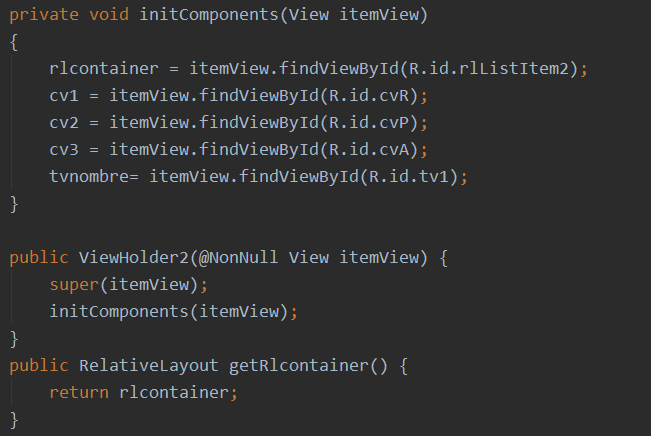 private void initComponents(View itemView)
{
rlcontainer = itemView.findViewById(R.id.rlListItem2);
cv1 = itemView.findViewById(R.id.cvR);
cv2 = itemView.findViewById(R.id.cvP);
cv3 = itemView.findViewById(R.id.cvA);
tvnombre= itemView.findViewById(R.id.tv1);
}
public ViewHolder2(@NonNull View itemView) {
super(itemView);
initComponents(itemView);
}
public RelativeLayout getRlcontainer() {
return rlcontainer;
}